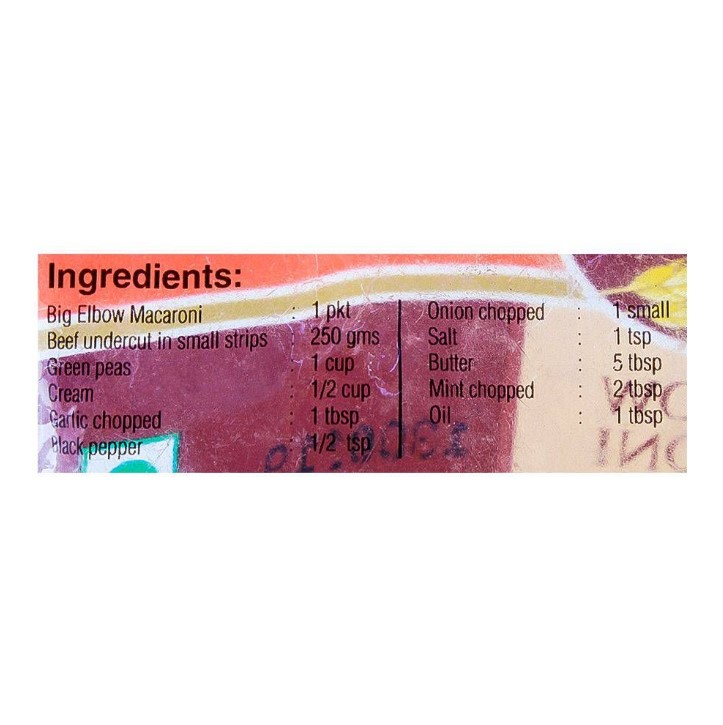 Ingredients:
Big Elbow Macaroni : 1 pkt
Beef undercut in small strips : 250 gms
Green peas : 1 cup
Cream : 1/2 cup
Garlic chopped : 1 tbsp
Black pepper : 1/2 tsp
Onion chopped : 1 small
Salt : 1 tsp
Butter : 5 tbsp
Mint chopped : 2 tbsp
Oil : 1 tbsp